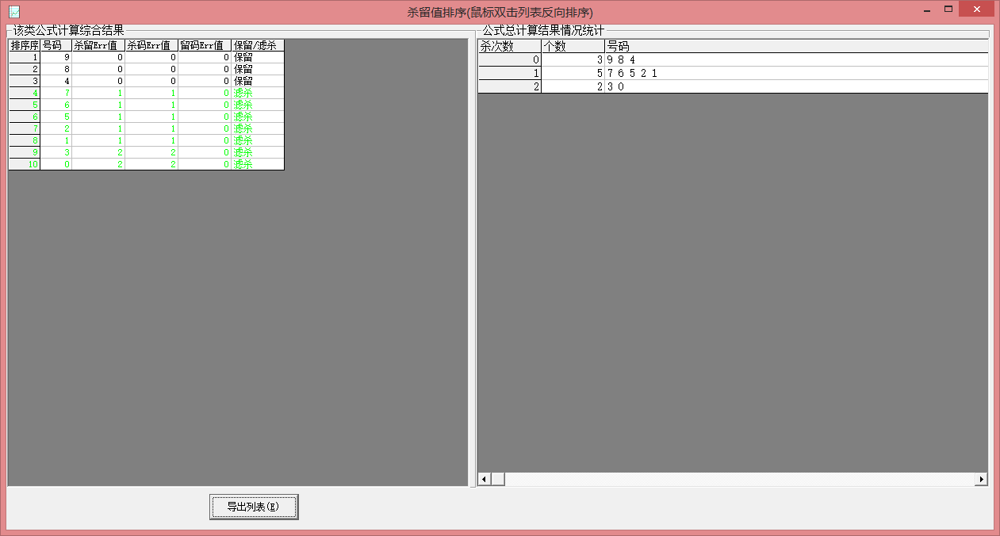 杀留值排序(鼠标双击列表反向排序)
该类公式计算综合结果
排序序 号码 杀留Err值 杀码Err值 留码Err值 保留/滤杀
1 9 0 0 0 保留
2 8 0 0 0 保留
3 4 0 0 0 保留
4 7 1 1 0 滤杀
5 6 1 1 0 滤杀
6 5 1 1 0 滤杀
7 2 1 1 0 滤杀
8 1 1 1 0 滤杀
9 3 2 2 0 滤杀
10 0 2 2 0 滤杀
公式总计算结果情况统计
杀次数 个数 号码
0 3 9 8 4
1 5 7 6 5 2 1
2 2 3 0
导出列表(E)